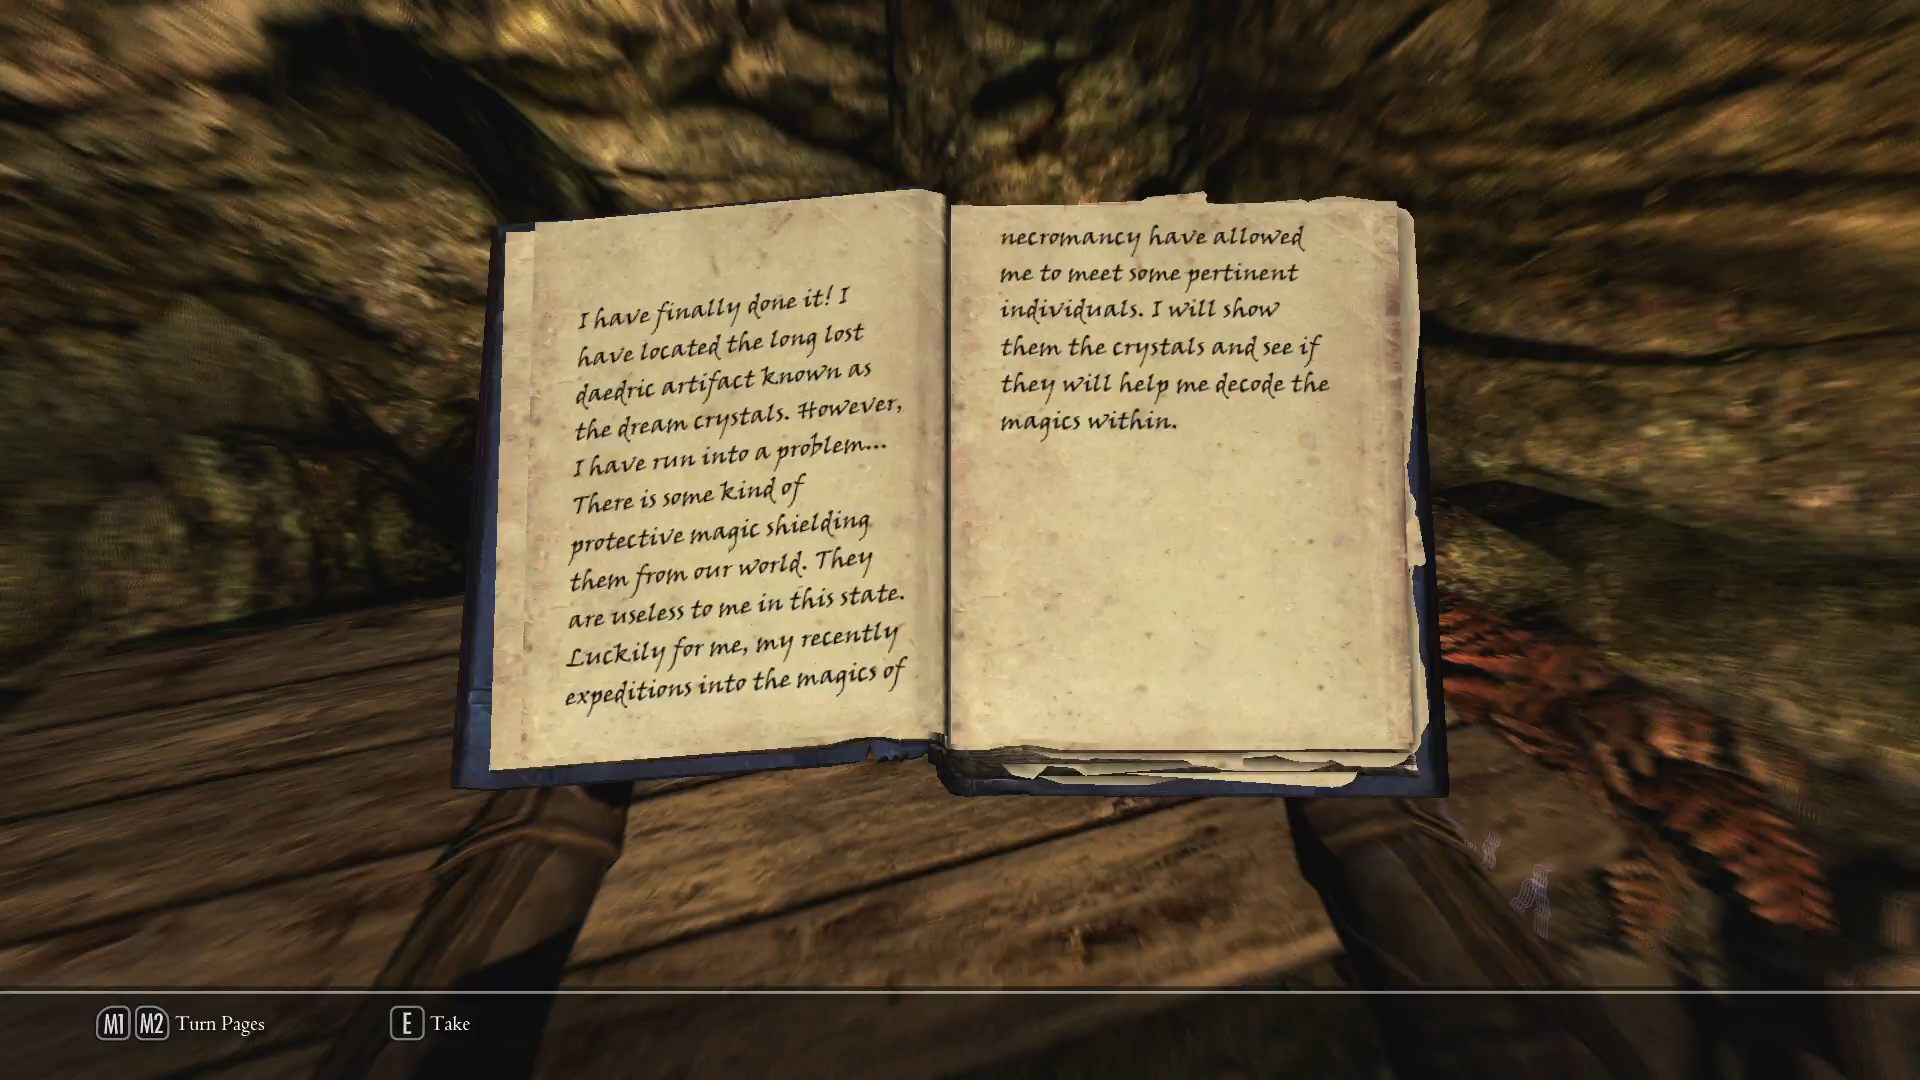 I have finally done it! I
have located the long lost
daedric artifact known as
the dream crystals. However,
I have run into a problem...
There is some kind of
protective magic shielding
them from our world. They
are useless to me in this state.
Luckily for me, my recently
expeditions into the magics of
necromancy have allowed
me to meet some pertinent
individuals. I will show
them the crystals and see if
they will help me decode the
magics within.
M1 M2 Turn Pages
E Take